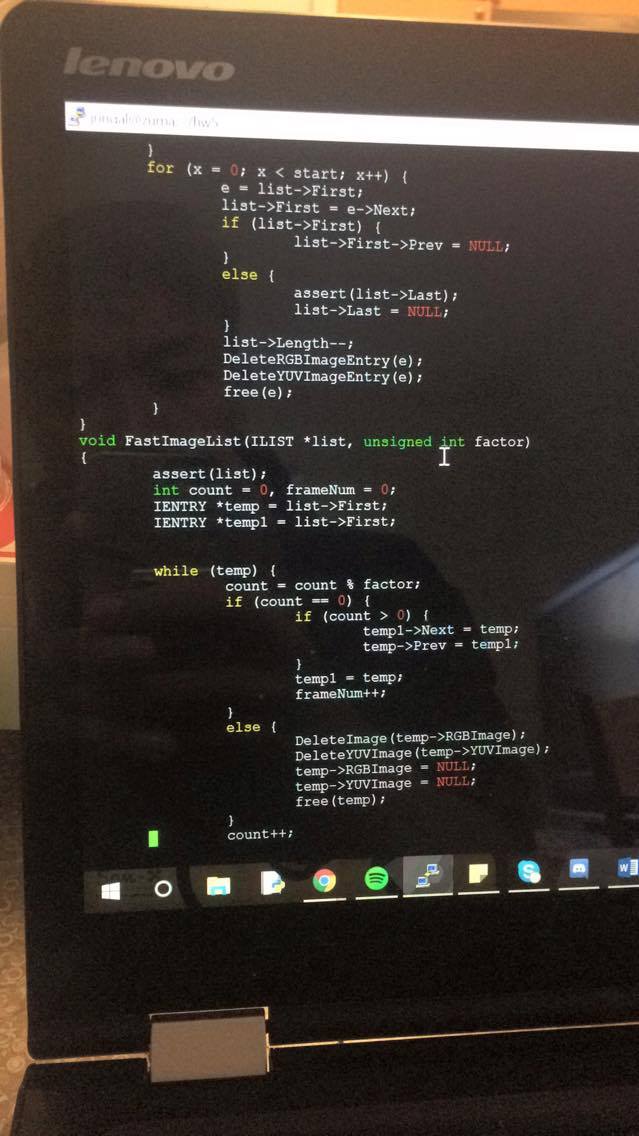 lenovo
}
for (x = 0; x < start; x++) {
e = list->First;
list->First = e->Next;
if (list->First) {
list->First->Prev = NULL;
}
else {
assert(list->Last);
list->Last = NULL;
}
list->Length--;
DeleteRGBImageEntry(e);
DeleteYUVImageEntry(e);
free(e);
}
}
void FastImageList(ILIST *list, unsigned int factor)
{
assert(list);
int count = 0, frameNum = 0;
IENTRY *temp = list->First;
IENTRY *temp1 = list->First;
while (temp) {
count = count % factor;
if (count == 0) {
if (count > 0) {
temp1->Next = temp;
temp->Prev = temp1;
}
temp1 = temp;
frameNum++;
}
else {
DeleteImage(temp->RGBImage);
DeleteYUVImage(temp->YUVImage);
temp->RGBImage = NULL;
temp->YUVImage = NULL;
free(temp);
}
count++;